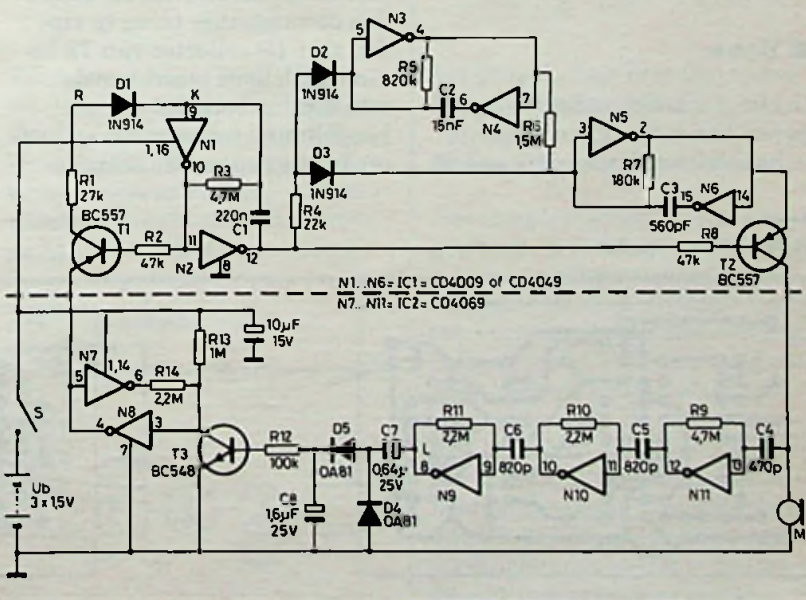 N3
5
4
D2
1N914
R5
820k
C2
15nF
6
7
N4
R6
1,5M
R
D1
1N914
K
9
1,16
N1
10
R3
4,7M
220n
C1
R1
27k
BC557
T1
R2
47k
11
N2
8
12
D3
1N914
R4
22k
3
N5
2
R7
180k
C3
560pF
15
N6
14
R8
47k
T2
BC557
N1...N6= IC1= CD4009 of CD4049
N7.. N11= IC2= CD4069
10µF
15V
R13
1M
N7
5
1,14
6
R14
2,2M
N8
4
3
7
S
T3
BC548
R12
100k
D5
OA81
C7
0,64µ
25V
L
R11
2,2M
8
9
N9
C6
820p
R10
2,2M
10
11
N10
C5
820p
R9
4,7M
12
13
N11
C4
470p
Ub
3 x 1,5V
C8
1,6µF
25V
D4
OA81
M